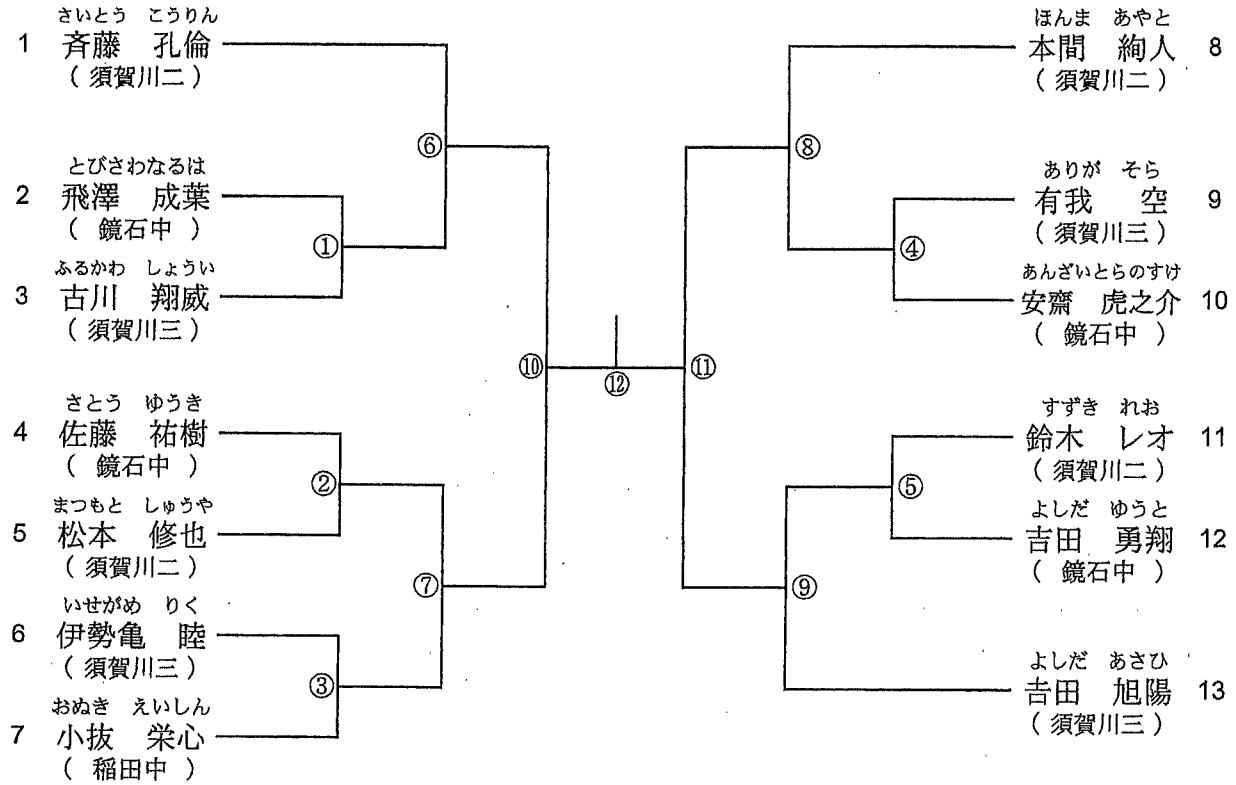 さいとう　こうりん
1　斉藤　孔倫
（須賀川二）
とびさわなるは
2　飛澤　成葉
（ 鏡石中 ）
ふるかわ　しょうい
3　古川　翔威
（須賀川三）
さとう　ゆうき
4　佐藤　祐樹
（ 鏡石中 ）
まつもと　しゅうや
5　松本　修也
（須賀川二）
いせがめ　りく
6　伊勢亀　睦
（須賀川三）
おぬき　えいしん
7　小抜　栄心
（ 稲田中 ）
①
②
③
⑥
⑦
⑩
⑫
⑪
⑧
⑨
④
⑤
ほんま　あやと
本間　絢人　8
（須賀川二）
ありが　そら
有我　空　9
（須賀川三）
あんざいとらのすけ
安齋　虎之介　10
（ 鏡石中 ）
すずき　れお
鈴木　レオ　11
（須賀川二）
よしだ　ゆうと
吉田　勇翔　12
（ 鏡石中 ）
よしだ　あさひ
𠮷田　旭陽　13
（須賀川三）